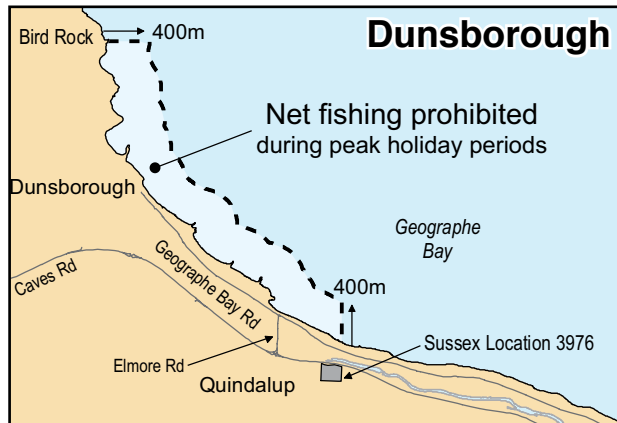 Dunsborough
Bird Rock
400m
Net fishing prohibited
during peak holiday periods
Dunsborough
Geographe
Bay
Caves Rd
Geographe Bay Rd
400m
Sussex Location 3976
Elmore Rd
Quindalup